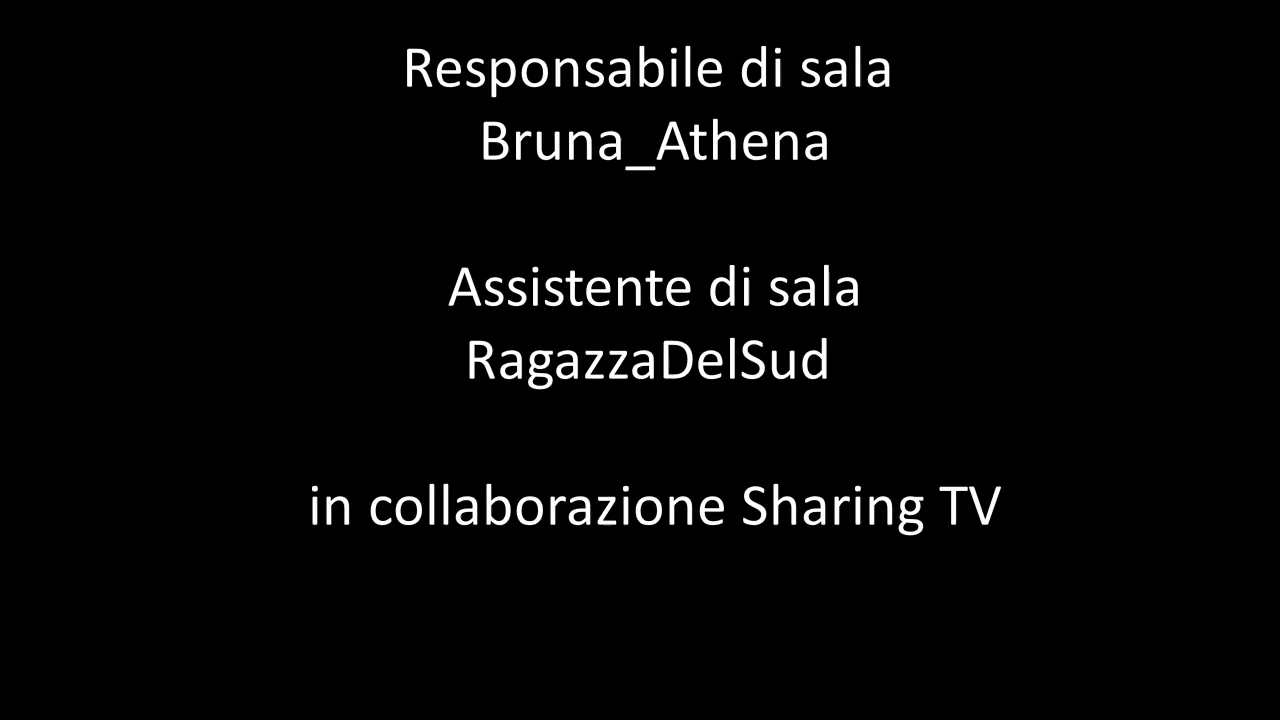 Responsabile di sala
Bruna_Athena
Assistente di sala
RagazzaDelSud
in collaborazione Sharing TV